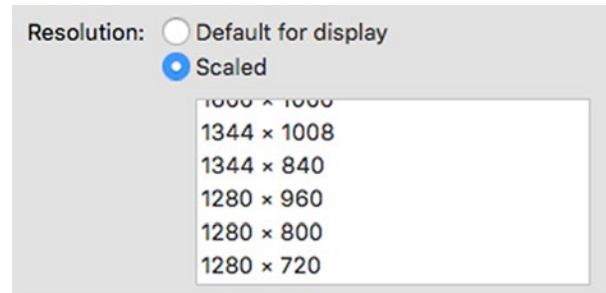 Resolution: Default for display
Scaled
1344 × 1008
1344 × 840
1280 × 960
1280 × 800
1280 × 720